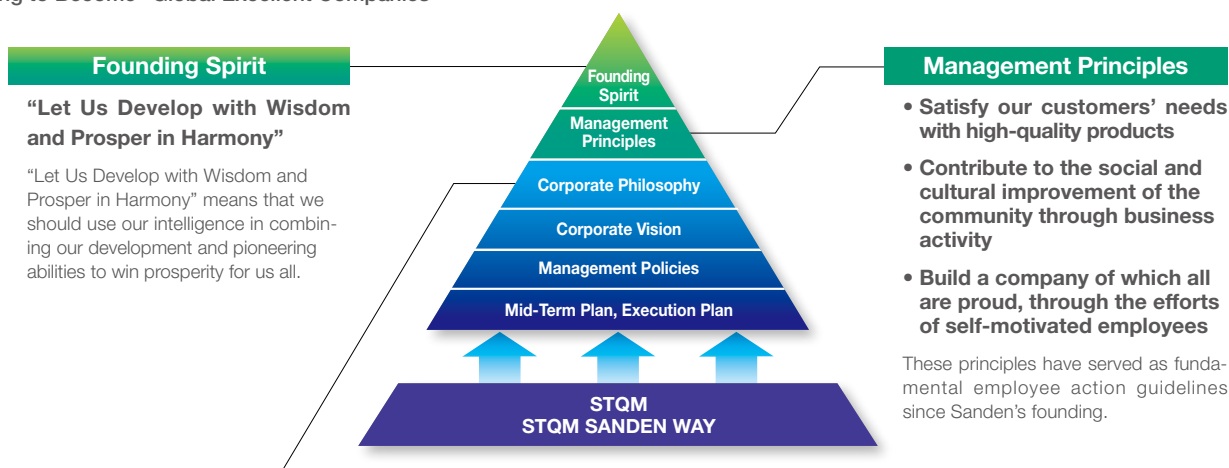 Founding Spirit
“Let Us Develop with Wisdom
and Prosper in Harmony”
“Let Us Develop with Wisdom and
Prosper in Harmony” means that we
should use our intelligence in combin-
ing our development and pioneering
abilities to win prosperity for us all.
Founding
Spirit
Management
Principles
Corporate Philosophy
Corporate Vision
Management Policies
Mid-Term Plan, Execution Plan
STQM
STQM SANDEN WAY
Management Principles
• Satisfy our customers’ needs
with high-quality products
• Contribute to the social and
cultural improvement of the
community through business
activity
• Build a company of which all
are proud, through the efforts
of self-motivated employees
These principles have served as funda-
mental employee action guidelines
since Sanden’s founding.